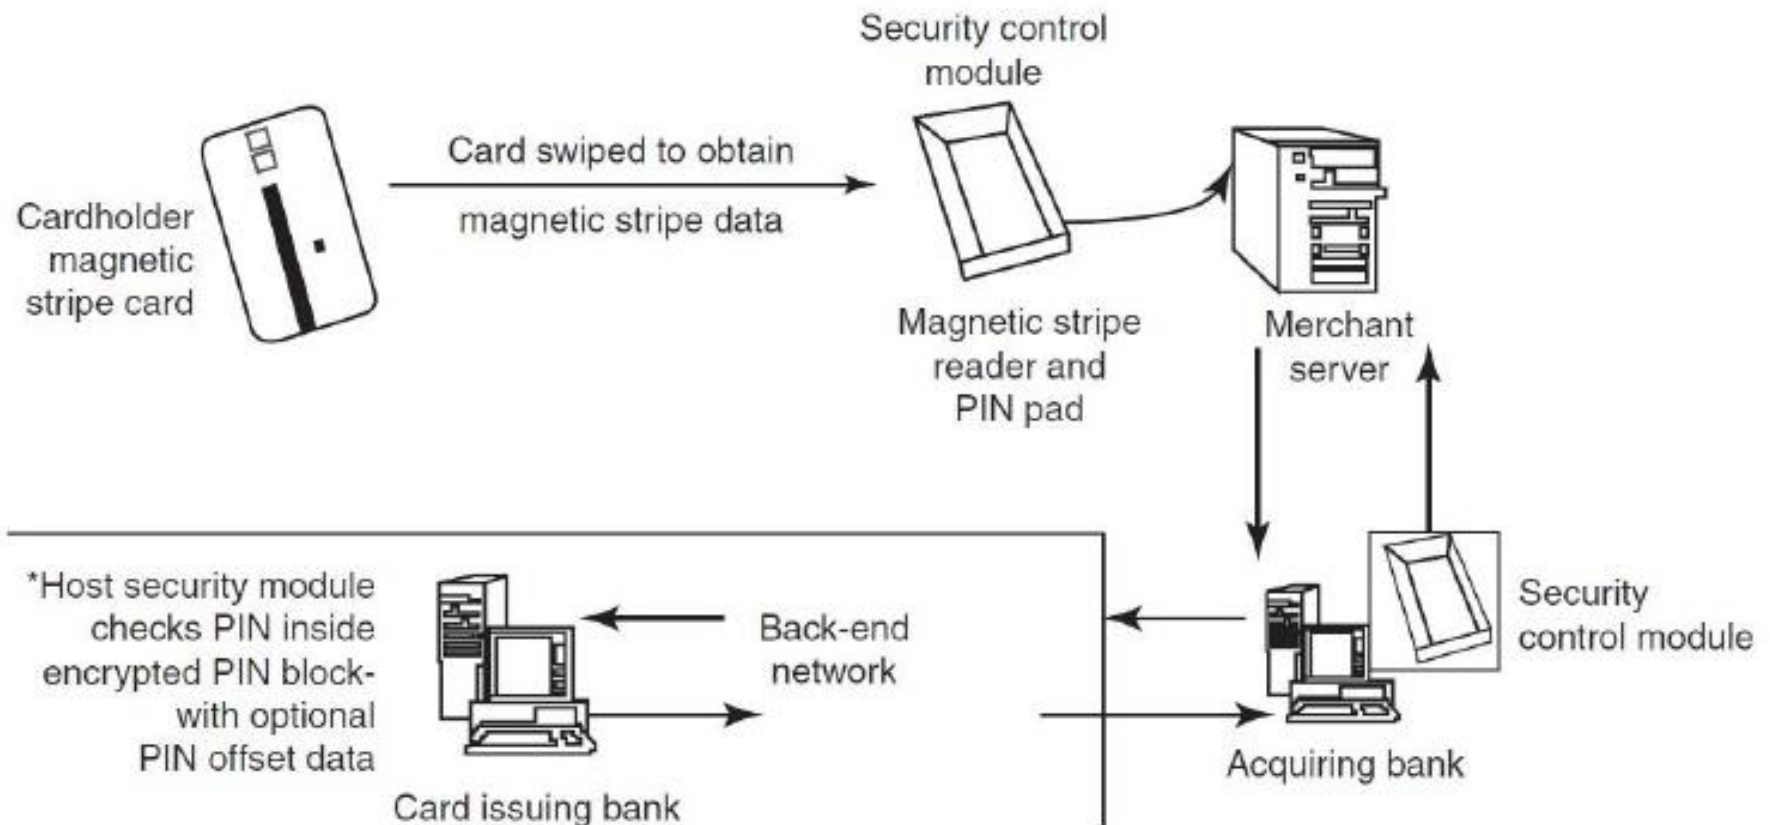 Security control
module
Card swiped to obtain
magnetic stripe data
Cardholder
magnetic
stripe card
Magnetic stripe
reader and
PIN pad
Merchant
server
*Host security module
checks PIN inside
encrypted PIN block-
with optional
PIN offset data
Back-end
network
Security
control module
Acquiring bank
Card issuing bank